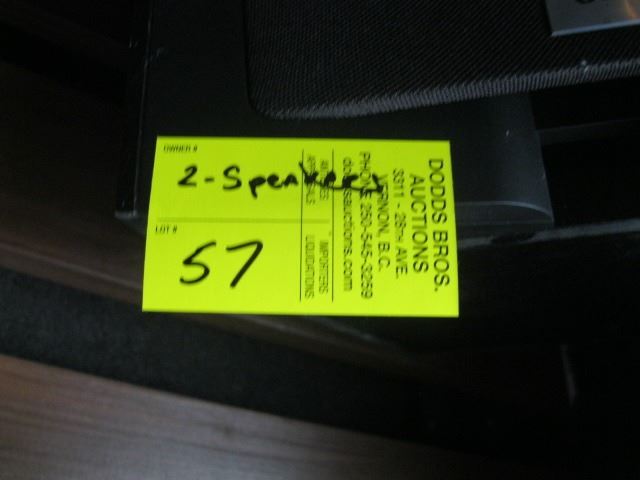 OWNER #
2-Speakers
LOT #
57
DODDS BROS.
AUCTIONS
3311 - 28TH AVE.
VERNON, B.C.
PHONE 250-545-3259
doddsauctions.com
ANTIQUES * IMPORTERS
APPRAISALS LIQUIDATIONS